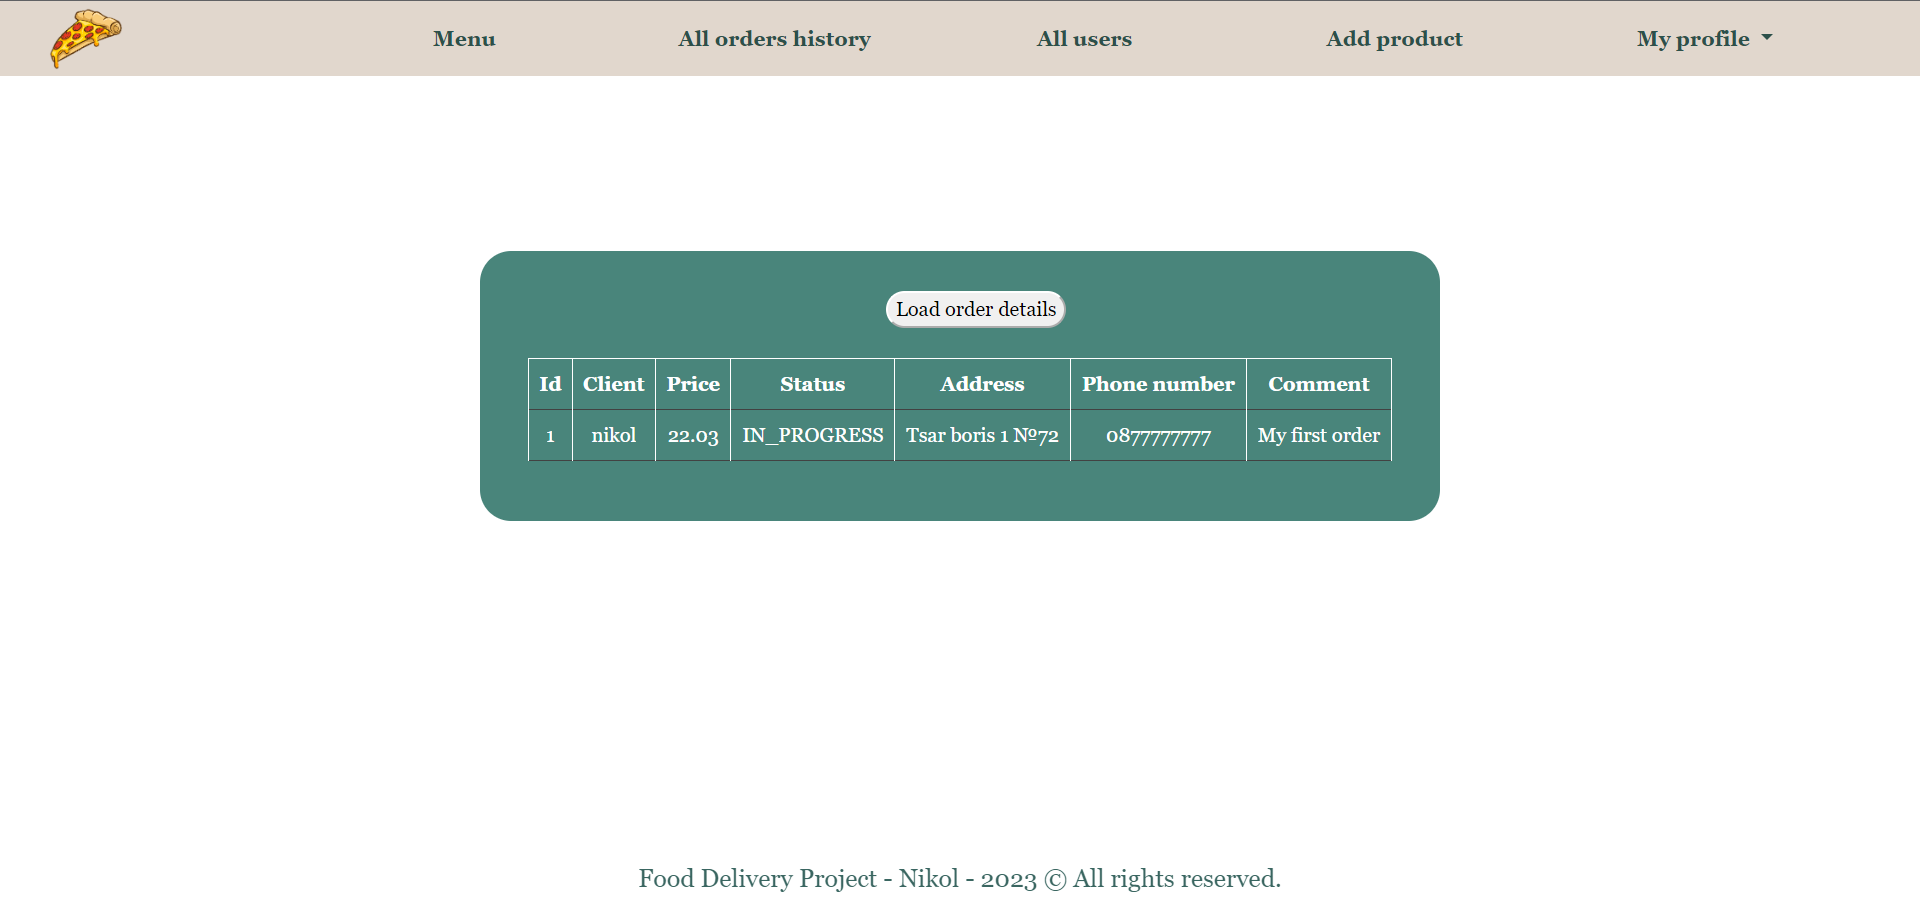 Menu All orders history All users Add product My profile
Load order details
Id Client Price Status Address Phone number Comment
1 nikol 22.03 IN_PROGRESS Tsar boris 1 №72 0877777777 My first order
Food Delivery Project - Nikol - 2023 © All rights reserved.